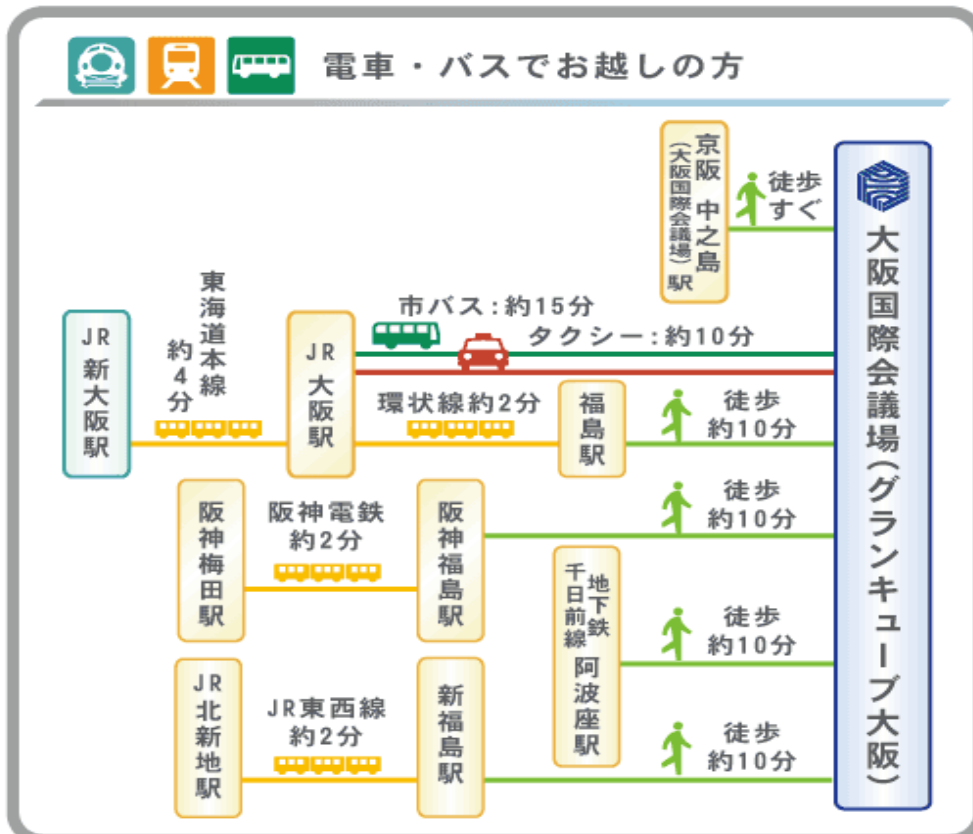 電車・バスでお越しの方
京阪 中之島
(大阪国際会議場)駅
徒歩
すぐ
市バス:約15分
タクシー:約10分
JR 新大阪駅
東海道本線
約4分
JR 大阪駅
環状線約2分
福島駅
徒歩
約10分
阪神梅田駅
阪神電鉄
約2分
阪神福島駅
徒歩
約10分
地下鉄
千日前線
阿波座駅
徒歩
約10分
JR 北新地駅
JR東西線
約2分
新福島駅
徒歩
約10分
大阪国際会議場(グランキューブ大阪)